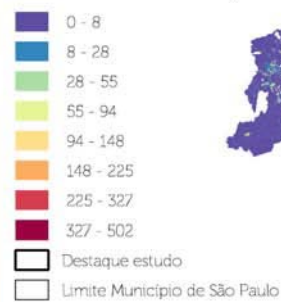 0 - 8
8 - 28
28 - 55
55 - 94
94 - 148
148 - 225
225 - 327
327 - 502
Destaque estudo
Limite Município de São Paulo